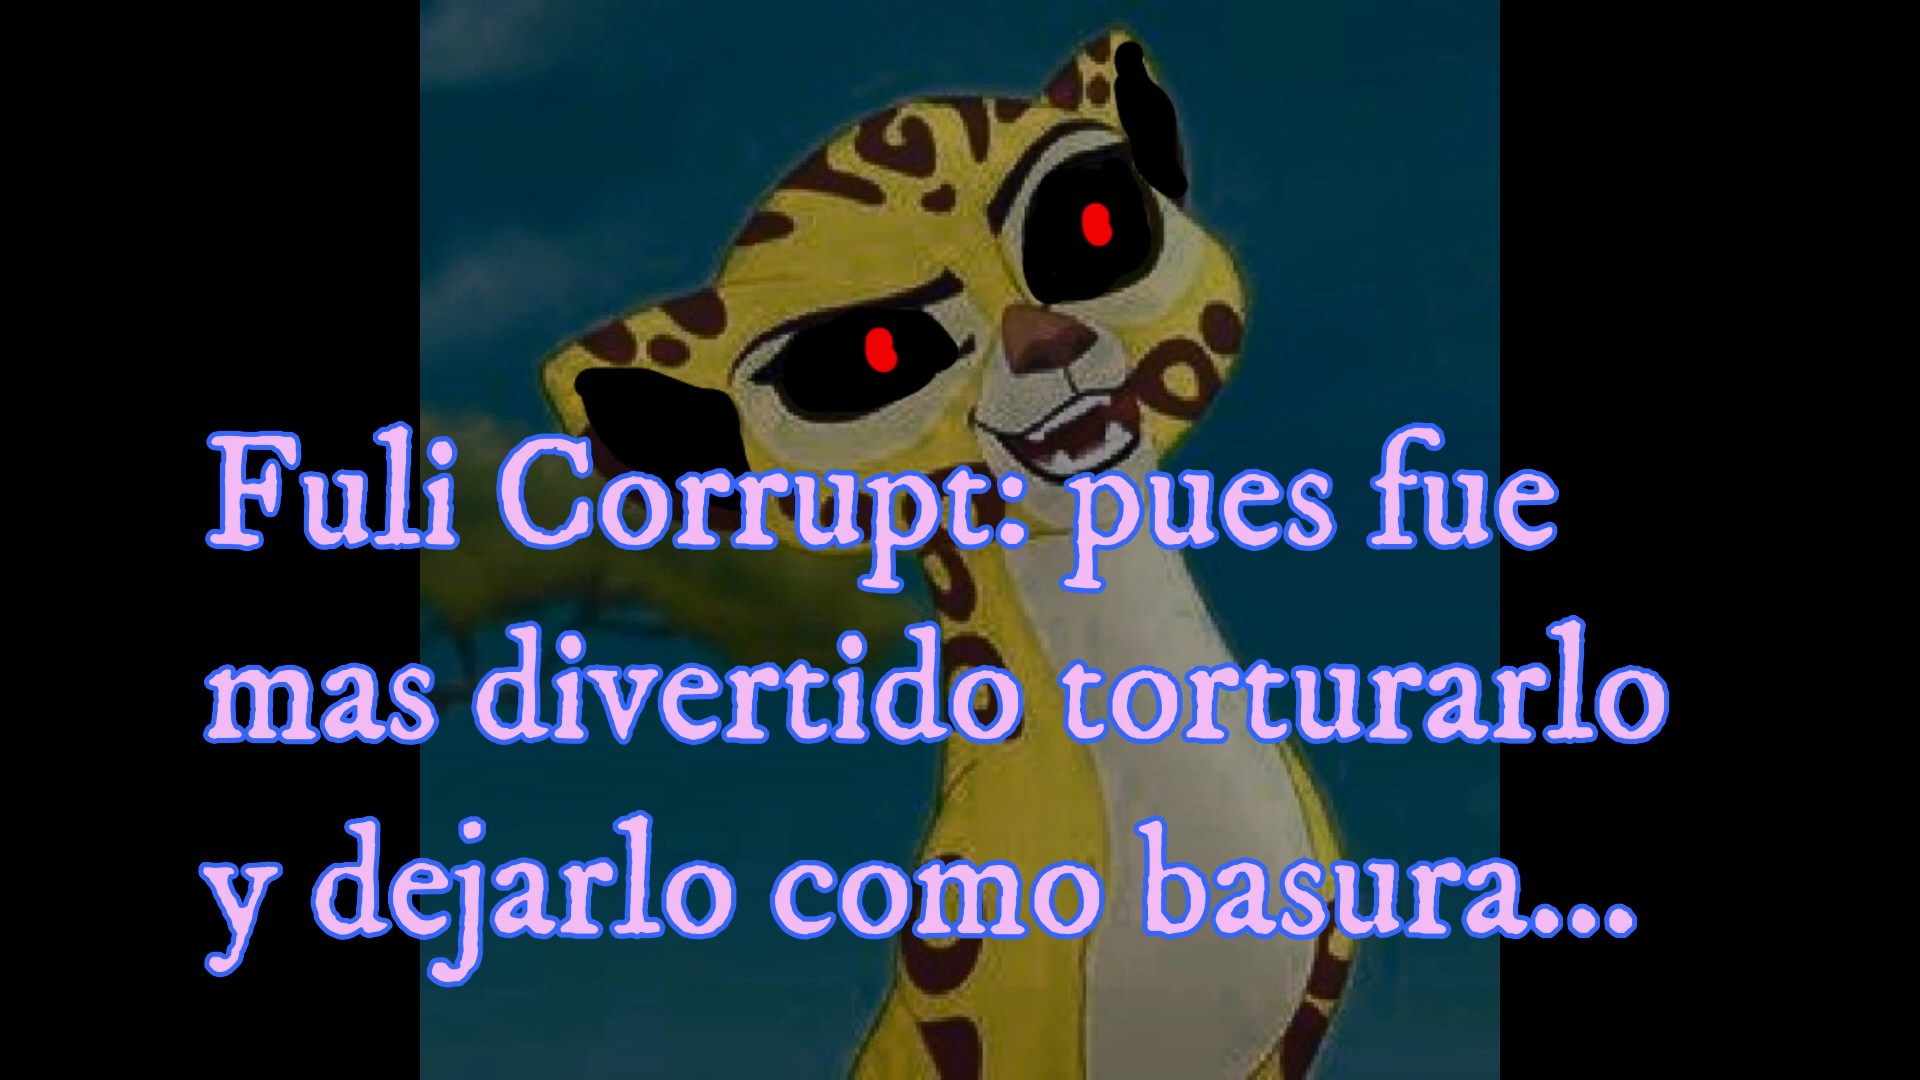 Fuli Corrupt: pues fue
mas divertido torturarlo
y dejarlo como basura...